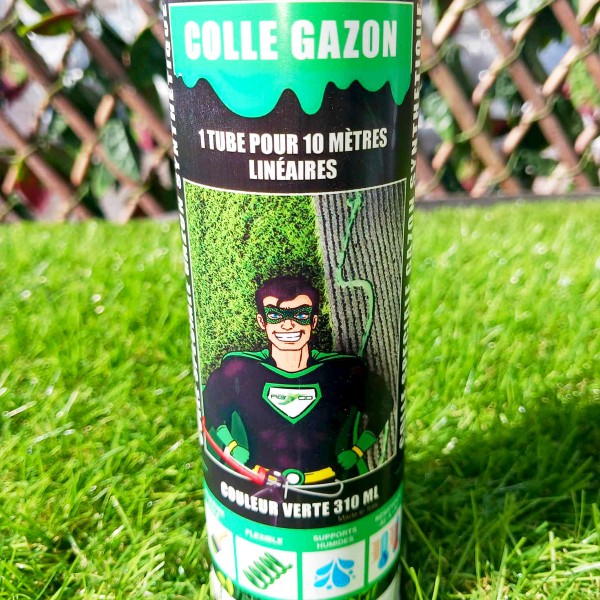 COLLE GAZON
1 TUBE POUR 10 MÈTRES
LINÉAIRES
COULEUR VERTE 310 ML
FLEXIBLE
SUPPORTS
HUMIDES